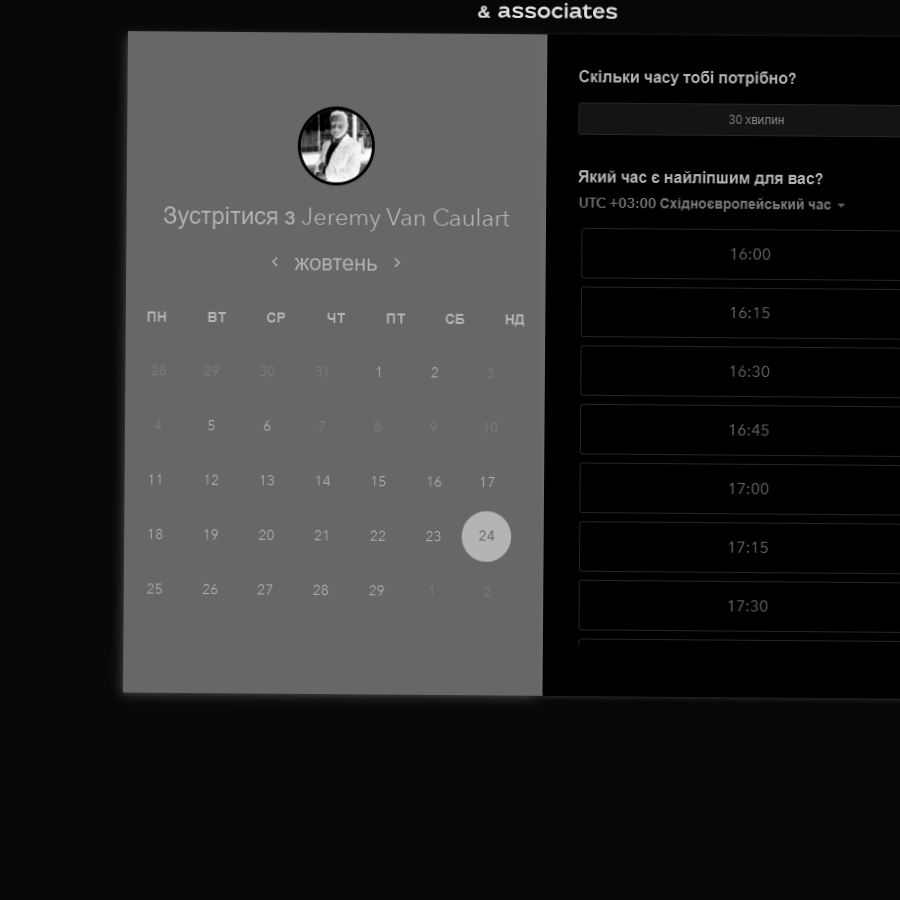 & associates
Зустрітися з Jeremy Van Caulart
жовтень
ПН ВТ СР ЧТ ПТ СБ НД
28 29 30 31 1 2 3
4 5 6 7 8 9 10
11 12 13 14 15 16 17
18 19 20 21 22 23 24
25 26 27 28 29 1 2
Скільки часу тобі потрібно?
30 хвилин
Який час є найліпшим для вас?
UTC +03:00 Східноєвропейський час
16:00
16:15
16:30
16:45
17:00
17:15
17:30